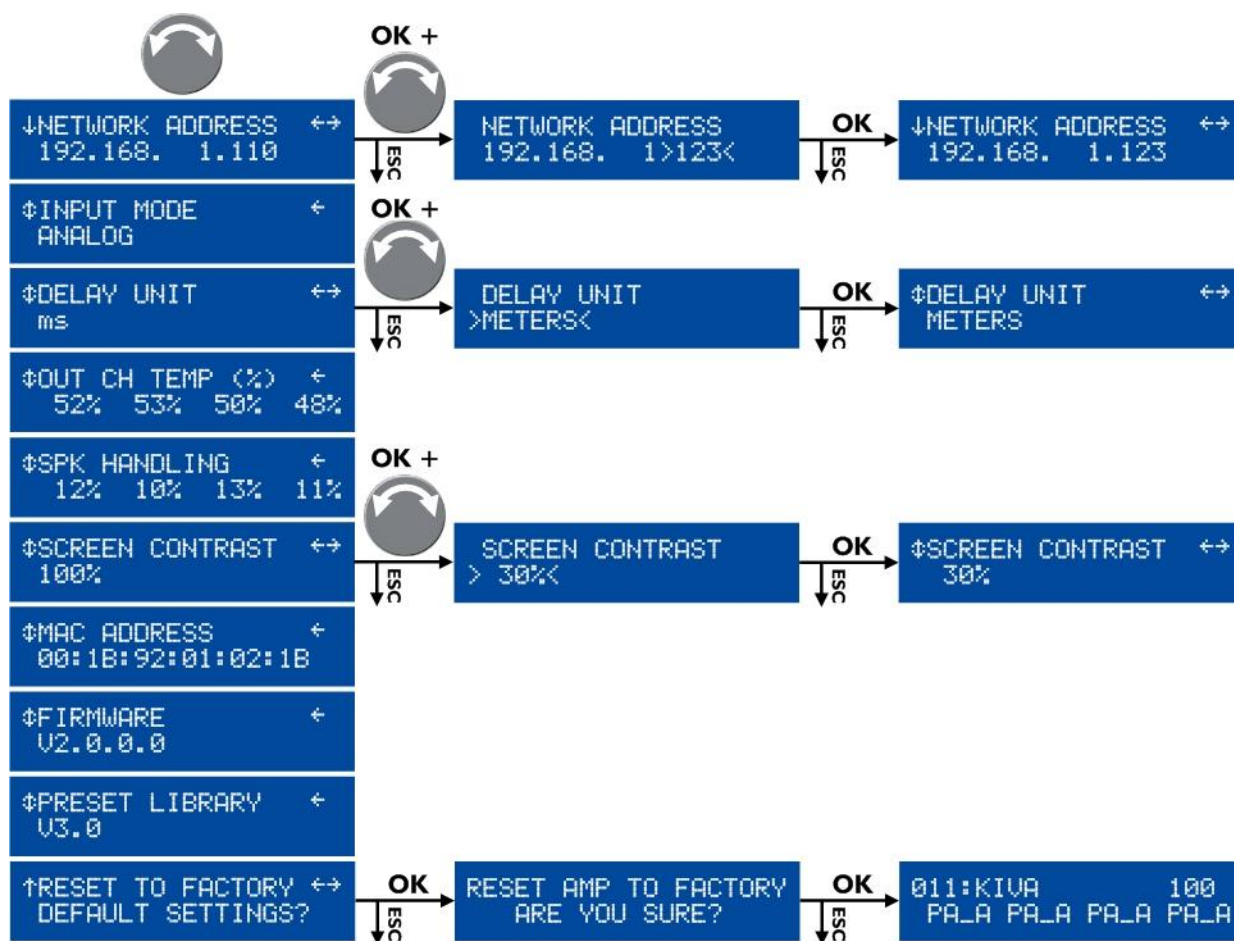 OK +
↓NETWORK ADDRESS ↔
192.168. 1.110
ESC
NETWORK ADDRESS
192.168. 1>123<
OK
ESC
↓NETWORK ADDRESS ↔
192.168. 1.123
↕INPUT MODE ←
ANALOG
OK +
↕DELAY UNIT ↔
ms
ESC
DELAY UNIT
>METERS<
OK
ESC
↕DELAY UNIT ↔
METERS
↕OUT CH TEMP (%) ←
52% 53% 50% 48%
↕SPK HANDLING ←
12% 10% 13% 11%
OK +
↕SCREEN CONTRAST ↔
100%
ESC
SCREEN CONTRAST
> 30%<
OK
ESC
↕SCREEN CONTRAST ↔
30%
↕MAC ADDRESS ←
00:1B:92:01:02:1B
↕FIRMWARE ←
V2.0.0.0
↕PRESET LIBRARY ←
V3.0
↑RESET TO FACTORY ↔
DEFAULT SETTINGS?
OK
ESC
RESET AMP TO FACTORY
ARE YOU SURE?
OK
ESC
011:KIVA 100
PA_A PA_A PA_A PA_A